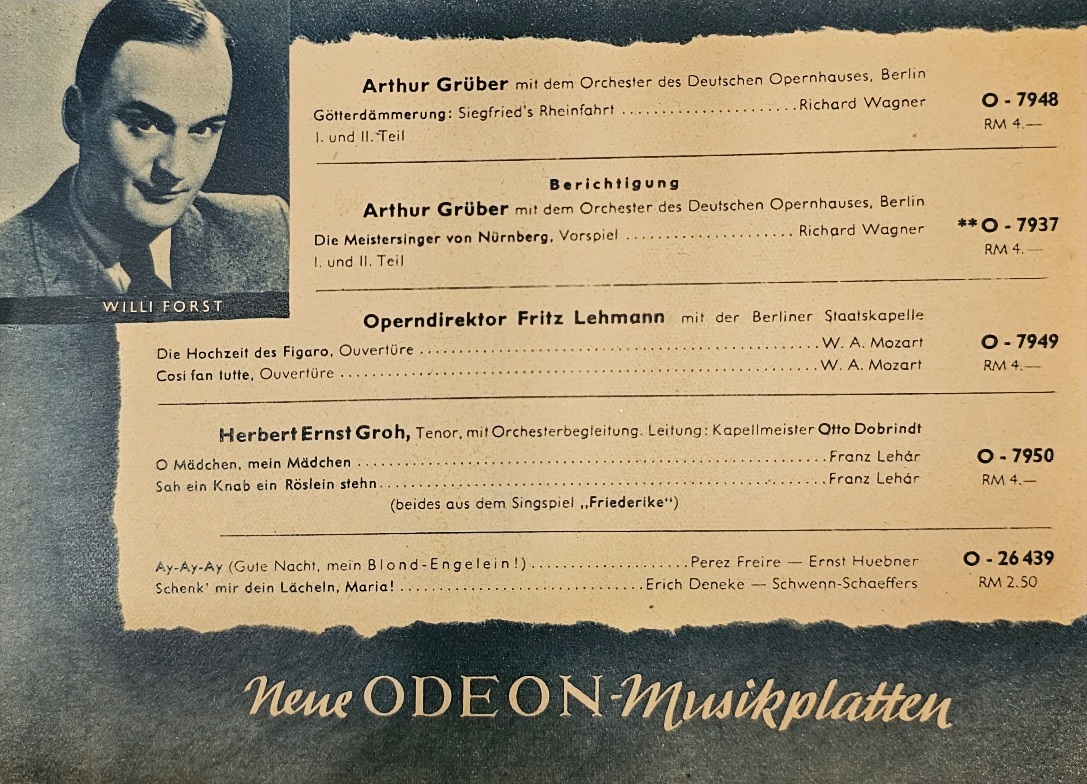 WILLI FORST
Arthur Grüber mit dem Orchester des Deutschen Opernhauses, Berlin
Götterdämmerung: Siegfried's Rheinfahrt ...................... Richard Wagner O - 7948
I. und II. Teil RM 4.—
Berichtigung
Arthur Grüber mit dem Orchester des Deutschen Opernhauses, Berlin
Die Meistersinger von Nürnberg, Vorspiel ..................... Richard Wagner **O - 7937
I. und II. Teil RM 4.—
Operndirektor Fritz Lehmann mit der Berliner Staatskapelle
Die Hochzeit des Figaro, Ouvertüre .................................................. W. A. Mozart O - 7949
Cosi fan tutte, Ouvertüre ............................................................ W. A. Mozart RM 4.—
Herbert Ernst Groh, Tenor, mit Orchesterbegleitung. Leitung: Kapellmeister Otto Dobrindt
O Mädchen, mein Mädchen .......................................................... Franz Lehár O - 7950
Sah ein Knab ein Röslein stehn ....................................................... Franz Lehár RM 4.—
(beides aus dem Singspiel „Friederike“)
Ay-Ay-Ay (Gute Nacht, mein Blond-Engelein!) ................... Perez Freire — Ernst Huebner O - 26 439
Schenk' mir dein Lächeln, Maria! ................................. Erich Deneke — Schwenn-Schaeffers RM 2.50
Neue ODEON-Musikplatten